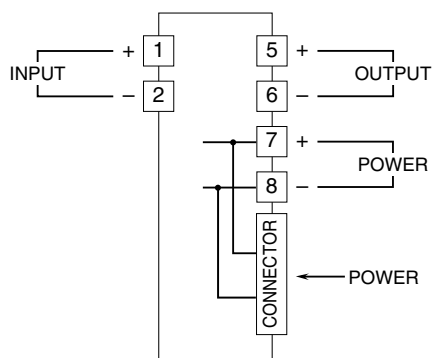 INPUT
+ 1
− 2
5 +
6 −
OUTPUT
7 +
8 −
POWER
CONNECTOR
POWER